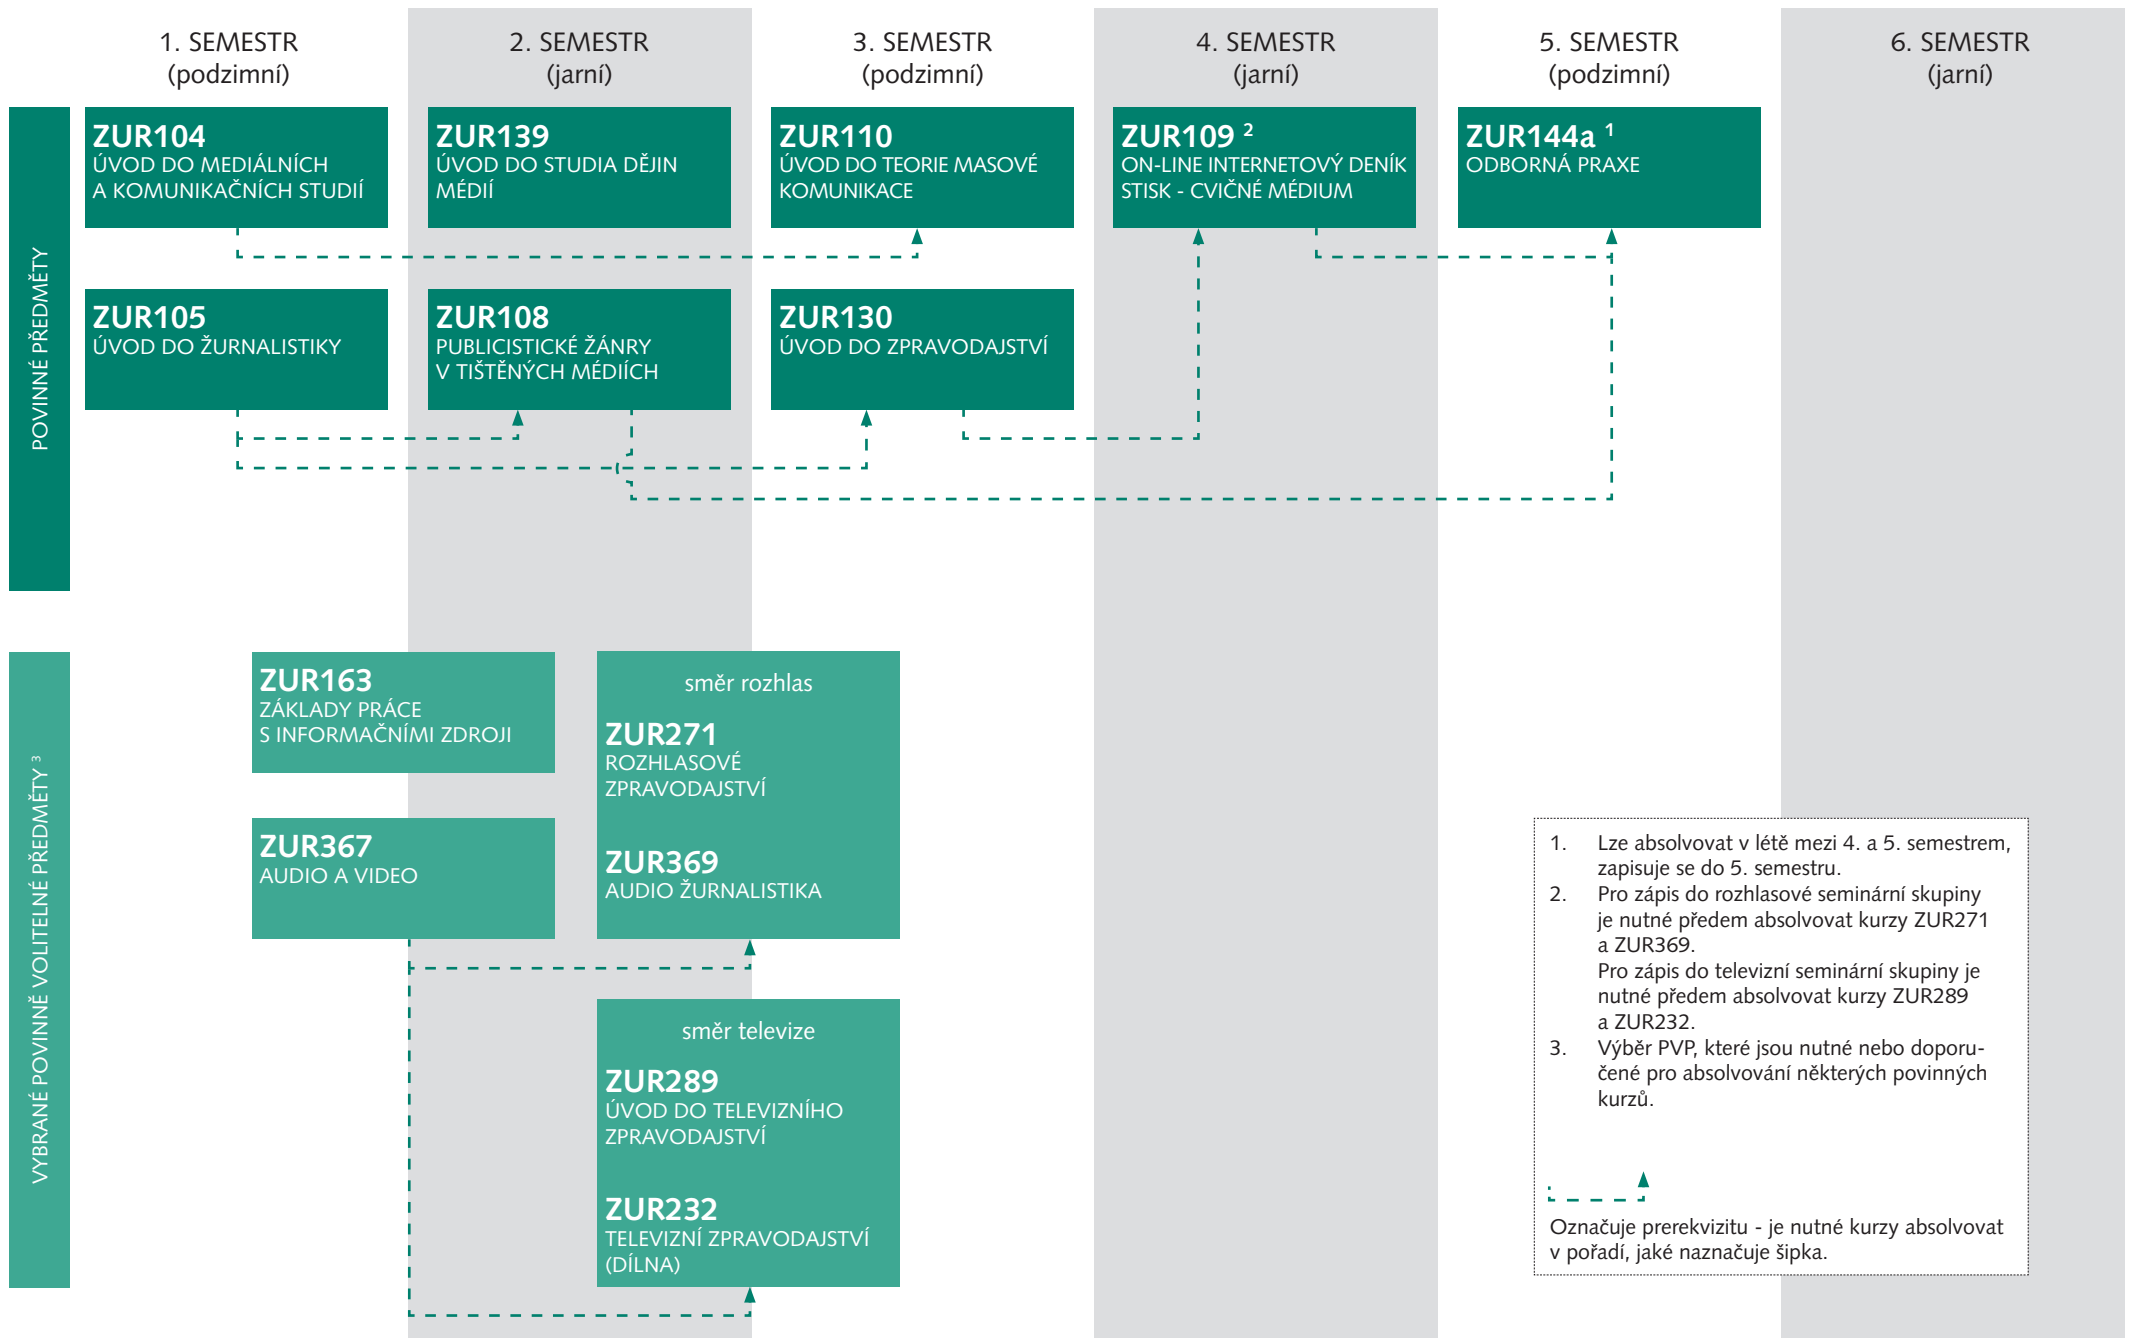 1. SEMESTR
(podzimní)
2. SEMESTR
(jarní)
3. SEMESTR
(podzimní)
4. SEMESTR
(jarní)
5. SEMESTR
(podzimní)
6. SEMESTR
(jarní)
POVINNÉ PŘEDMĚTY
ZUR104
ÚVOD DO MEDIÁLNÍCH
A KOMUNIKAČNÍCH STUDIÍ
ZUR139
ÚVOD DO STUDIA DĚJIN
MÉDIÍ
ZUR110
ÚVOD DO TEORIE MASOVÉ
KOMUNIKACE
ZUR109 ²
ON-LINE INTERNETOVÝ DENÍK
STISK - CVIČNÉ MÉDIUM
ZUR144a ¹
ODBORNÁ PRAXE
ZUR105
ÚVOD DO ŽURNALISTIKY
ZUR108
PUBLICISTICKÉ ŽÁNRY
V TIŠTĚNÝCH MÉDIÍCH
ZUR130
ÚVOD DO ZPRAVODAJSTVÍ
VYBRANÉ POVINNĚ VOLITELNÉ PŘEDMĚTY ³
ZUR163
ZÁKLADY PRÁCE
S INFORMAČNÍMI ZDROJI
ZUR367
AUDIO A VIDEO
směr rozhlas
ZUR271
ROZHLASOVÉ
ZPRAVODAJSTVÍ
ZUR369
AUDIO ŽURNALISTIKA
směr televize
ZUR289
ÚVOD DO TELEVIZNÍHO
ZPRAVODAJSTVÍ
ZUR232
TELEVIZNÍ ZPRAVODAJSTVÍ
(DÍLNA)
1. Lze absolvovat v létě mezi 4. a 5. semestrem,
zapisuje se do 5. semestru.
2. Pro zápis do rozhlasové seminární skupiny
je nutné předem absolvovat kurzy ZUR271
a ZUR369.
Pro zápis do televizní seminární skupiny je
nutné předem absolvovat kurzy ZUR289
a ZUR232.
3. Výběr PVP, které jsou nutné nebo doporu-
čené pro absolvování některých povinných
kurzů.
Označuje prerekvizitu - je nutné kurzy absolvovat
v pořadí, jaké naznačuje šipka.